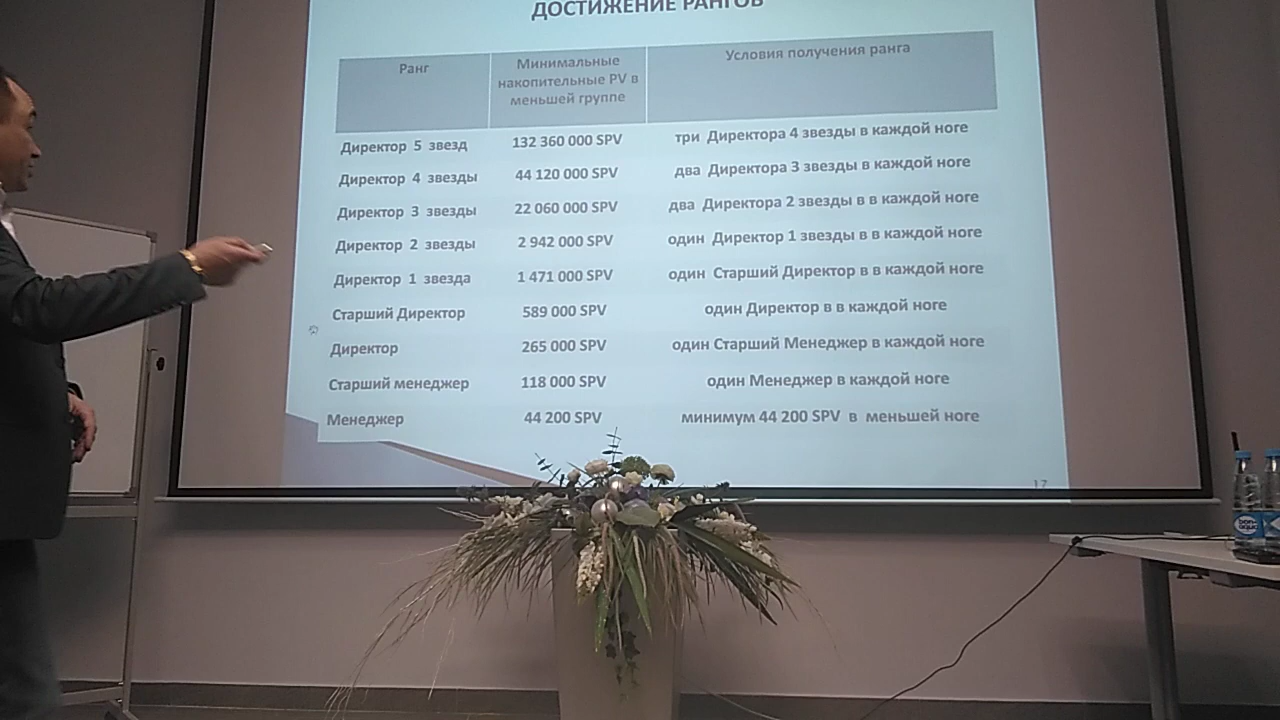 ДОСТИЖЕНИЕ РАНГОВ
Ранг
Минимальные
накопительные PV в
меньшей группе
Условия получения ранга
Директор 5 звезд 132 360 000 SPV три Директора 4 звезды в каждой ноге
Директор 4 звезды 44 120 000 SPV два Директора 3 звезды в каждой ноге
Директор 3 звезды 22 060 000 SPV два Директора 2 звезды в в каждой ноге
Директор 2 звезды 2 942 000 SPV один Директор 1 звезды в в каждой ноге
Директор 1 звезда 1 471 000 SPV один Старший Директор в в каждой ноге
Старший Директор 589 000 SPV один Директор в в каждой ноге
Директор 265 000 SPV один Старший Менеджер в каждой ноге
Старший менеджер 118 000 SPV один Менеджер в каждой ноге
Менеджер 44 200 SPV минимум 44 200 SPV в меньшей ноге
17
bon
aqua